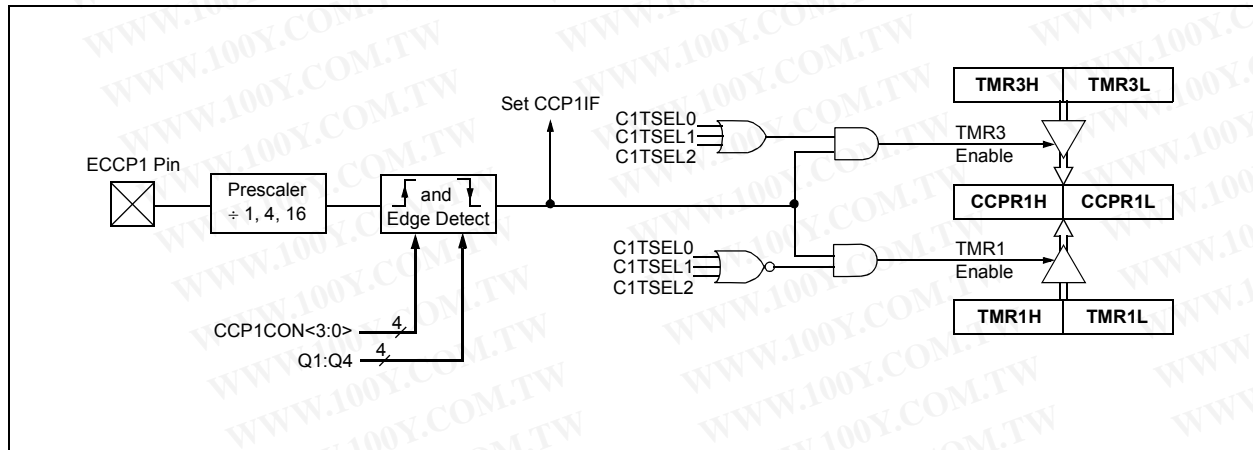 WWW.100Y.COM.TW
TMR3H TMR3L
Set CCP1IF
C1TSEL0
C1TSEL1
C1TSEL2
TMR3
Enable
ECCP1 Pin
Prescaler
÷ 1, 4, 16
and
Edge Detect
CCPR1H CCPR1L
C1TSEL0
C1TSEL1
C1TSEL2
TMR1
Enable
TMR1H TMR1L
CCP1CON<3:0> 4
Q1:Q4 4